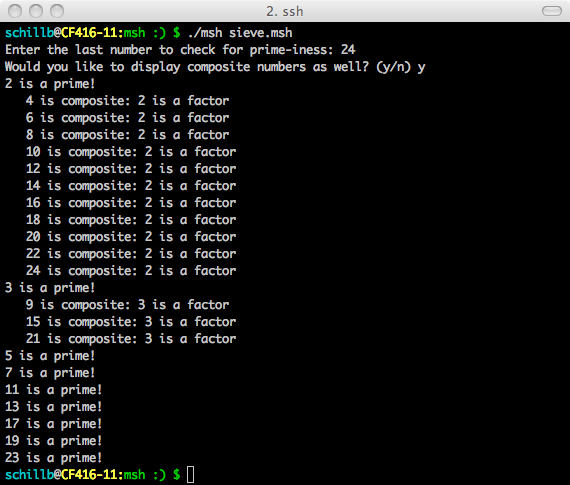 2. ssh
schillb@CF416-11:msh :) $ ./msh sieve.msh
Enter the last number to check for prime-iness: 24
Would you like to display composite numbers as well? (y/n) y
2 is a prime!
   4 is composite: 2 is a factor
   6 is composite: 2 is a factor
   8 is composite: 2 is a factor
   10 is composite: 2 is a factor
   12 is composite: 2 is a factor
   14 is composite: 2 is a factor
   16 is composite: 2 is a factor
   18 is composite: 2 is a factor
   20 is composite: 2 is a factor
   22 is composite: 2 is a factor
   24 is composite: 2 is a factor
3 is a prime!
   9 is composite: 3 is a factor
   15 is composite: 3 is a factor
   21 is composite: 3 is a factor
5 is a prime!
7 is a prime!
11 is a prime!
13 is a prime!
17 is a prime!
19 is a prime!
23 is a prime!
schillb@CF416-11:msh :) $